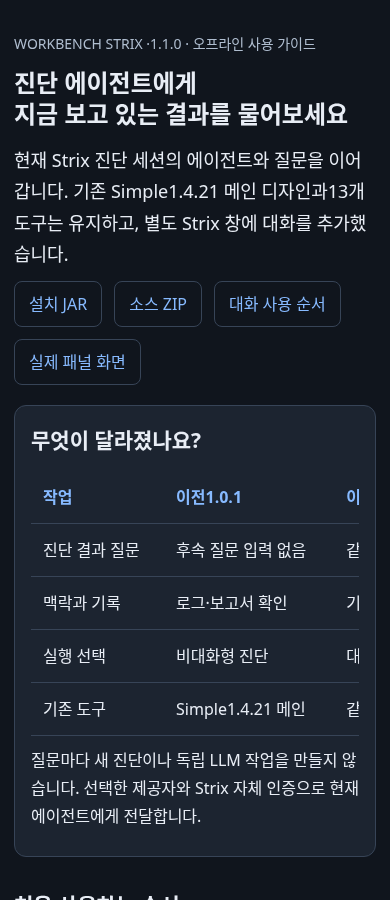 WORKBENCH STRIX ·1.1.0 · 오프라인 사용 가이드
진단 에이전트에게
지금 보고 있는 결과를 물어보세요
현재 Strix 진단 세션의 에이전트와 질문을 이어
갑니다. 기존 Simple1.4.21 메인 디자인과13개
도구는 유지하고, 별도 Strix 창에 대화를 추가했
습니다.
설치 JAR 소스 ZIP 대화 사용 순서
실제 패널 화면
무엇이 달라졌나요?
작업 이전1.0.1
진단 결과 질문 후속 질문 입력 없음
맥락과 기록 로그·보고서 확인
실행 선택 비대화형 진단
기존 도구 Simple1.4.21 메인
질문마다 새 진단이나 독립 LLM 작업을 만들지 않
습니다. 선택한 제공자와 Strix 자체 인증으로 현재
에이전트에게 전달합니다.